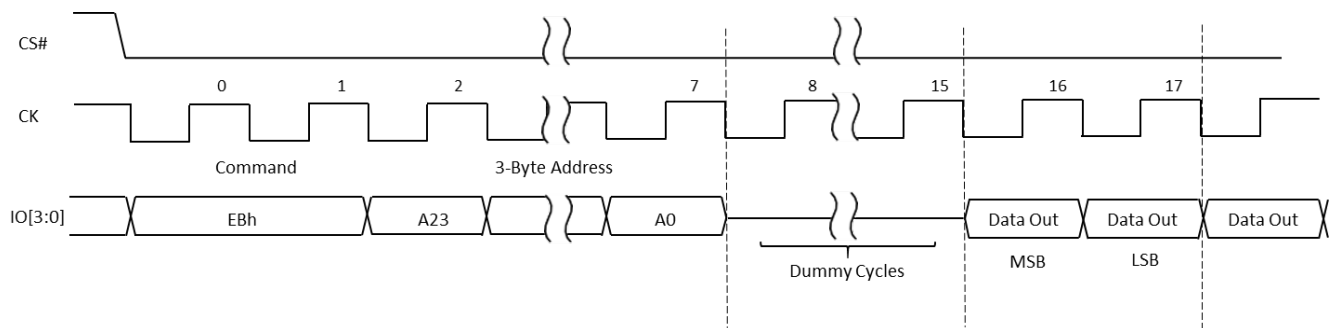 CS#
0 1 2 7 8 15 16 17
CK
Command 3-Byte Address
IO[3:0] EBh A23 A0 Data Out Data Out Data Out
Dummy Cycles MSB LSB